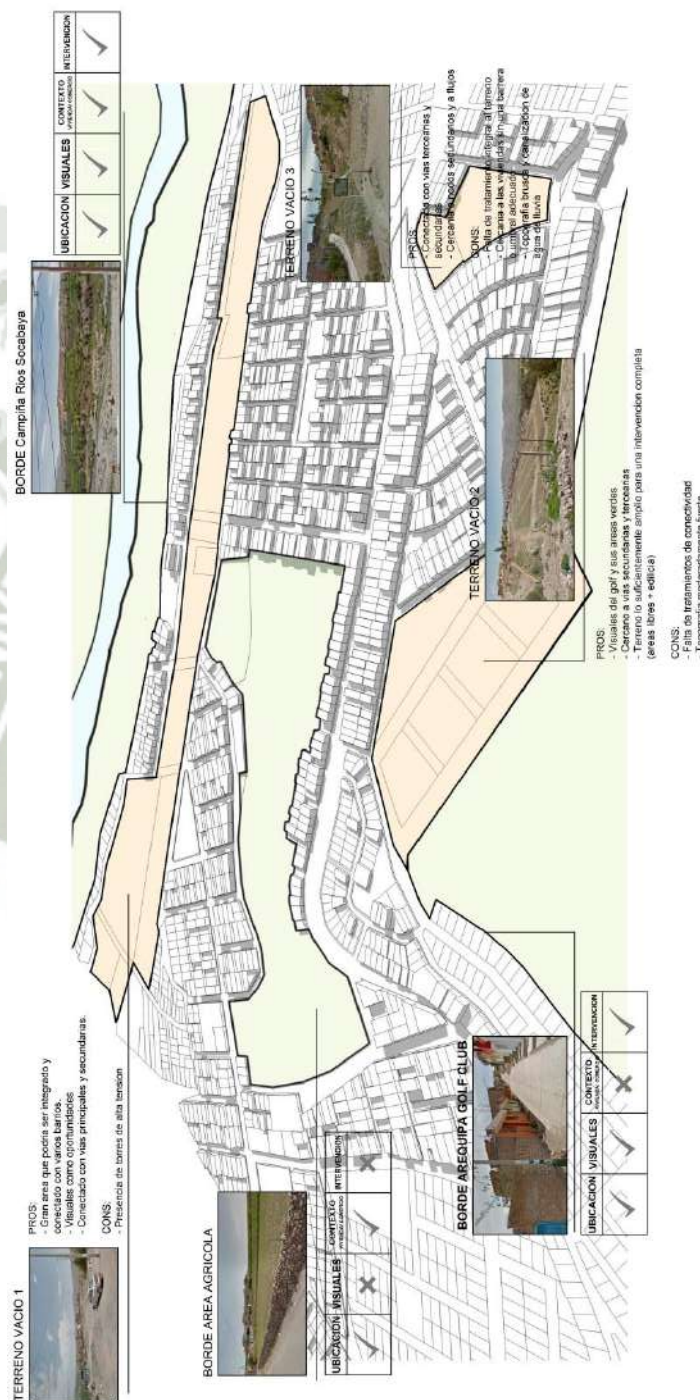 TERRENO VACIO 1
PROS:
- Gran area que podria ser integrado y
conectado con varios barrios.
- Visuales como oportunidades
- Conectado con vias principales y secundarias.
CONS:
- Presencia de torres de alta tension
BORDE Campiña Rios Socabaya
UBICACION VISUALES CONTEXTO INTERVENCION
TERRENO VACIO 3
PROS:
- Conectado con vias terciarias y
secundarias
- Cercania a nodos secundarios y a flujos
CONS:
- Falta de tratamiento integral al terreno
- Cercania a las viviendas sin una barrera
o umbral adecuado
- Topografia brusca y canalizacion de
agua de lluvia
BORDE AREA AGRICOLA
UBICACION VISUALES CONTEXTO INTERVENCION
BORDE AREQUIPA GOLF CLUB
UBICACION VISUALES CONTEXTO INTERVENCION
TERRENO VACIO 2
PROS:
- Visuales del golf y sus areas verdes
- Cercano a vias secundarias y tercearias
- Terreno lo suficientemente amplio para una intervencion completa
(areas libres + edilicia)
CONS:
- Falta de tratamientos de conectividad